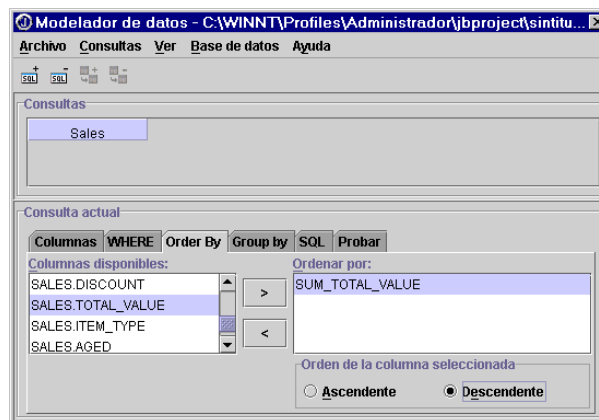 Modelador de datos - C:\WINNT\Profiles\Administrador\jbproject\sintitu...
Archivo Consultas Ver Base de datos Ayuda
SQL SQL
Consultas
Sales
Consulta actual
Columnas WHERE Order By Group by SQL Probar
Columnas disponibles: Ordenar por:
SALES.DISCOUNT > SUM_TOTAL_VALUE
SALES.TOTAL_VALUE
SALES.ITEM_TYPE <
SALES.AGED
Orden de la columna seleccionada
Ascendente Descendente